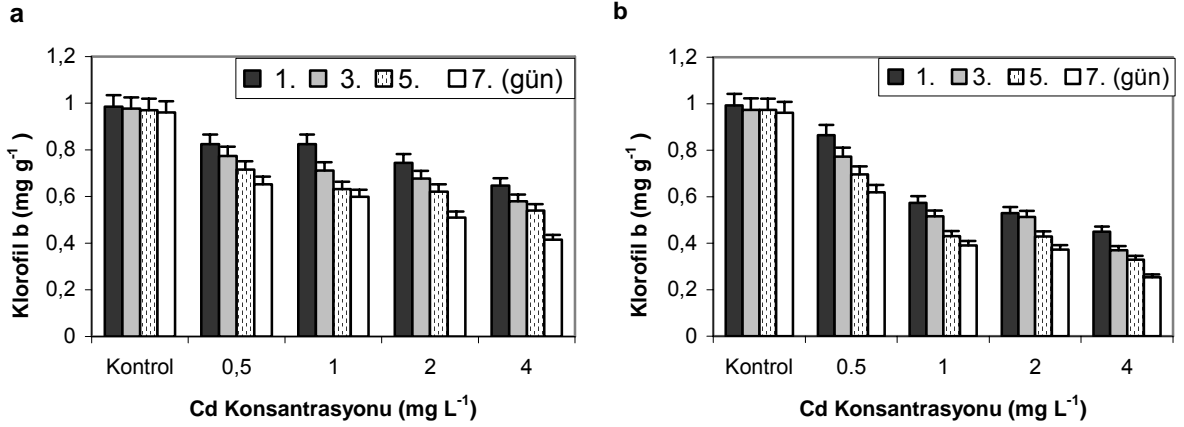 a
Klorofil b (mg g⁻¹)
1,2
1
0,8
0,6
0,4
0,2
0
1. 3. 5. 7. (gün)
Kontrol 0,5 1 2 4
Cd Konsantrasyonu (mg L⁻¹)
b
Klorofil b (mg g⁻¹)
1,2
1
0,8
0,6
0,4
0,2
0
1. 3. 5. 7. (gün)
Kontrol 0.5 1 2 4
Cd Konsantrasyonu (mg L⁻¹)